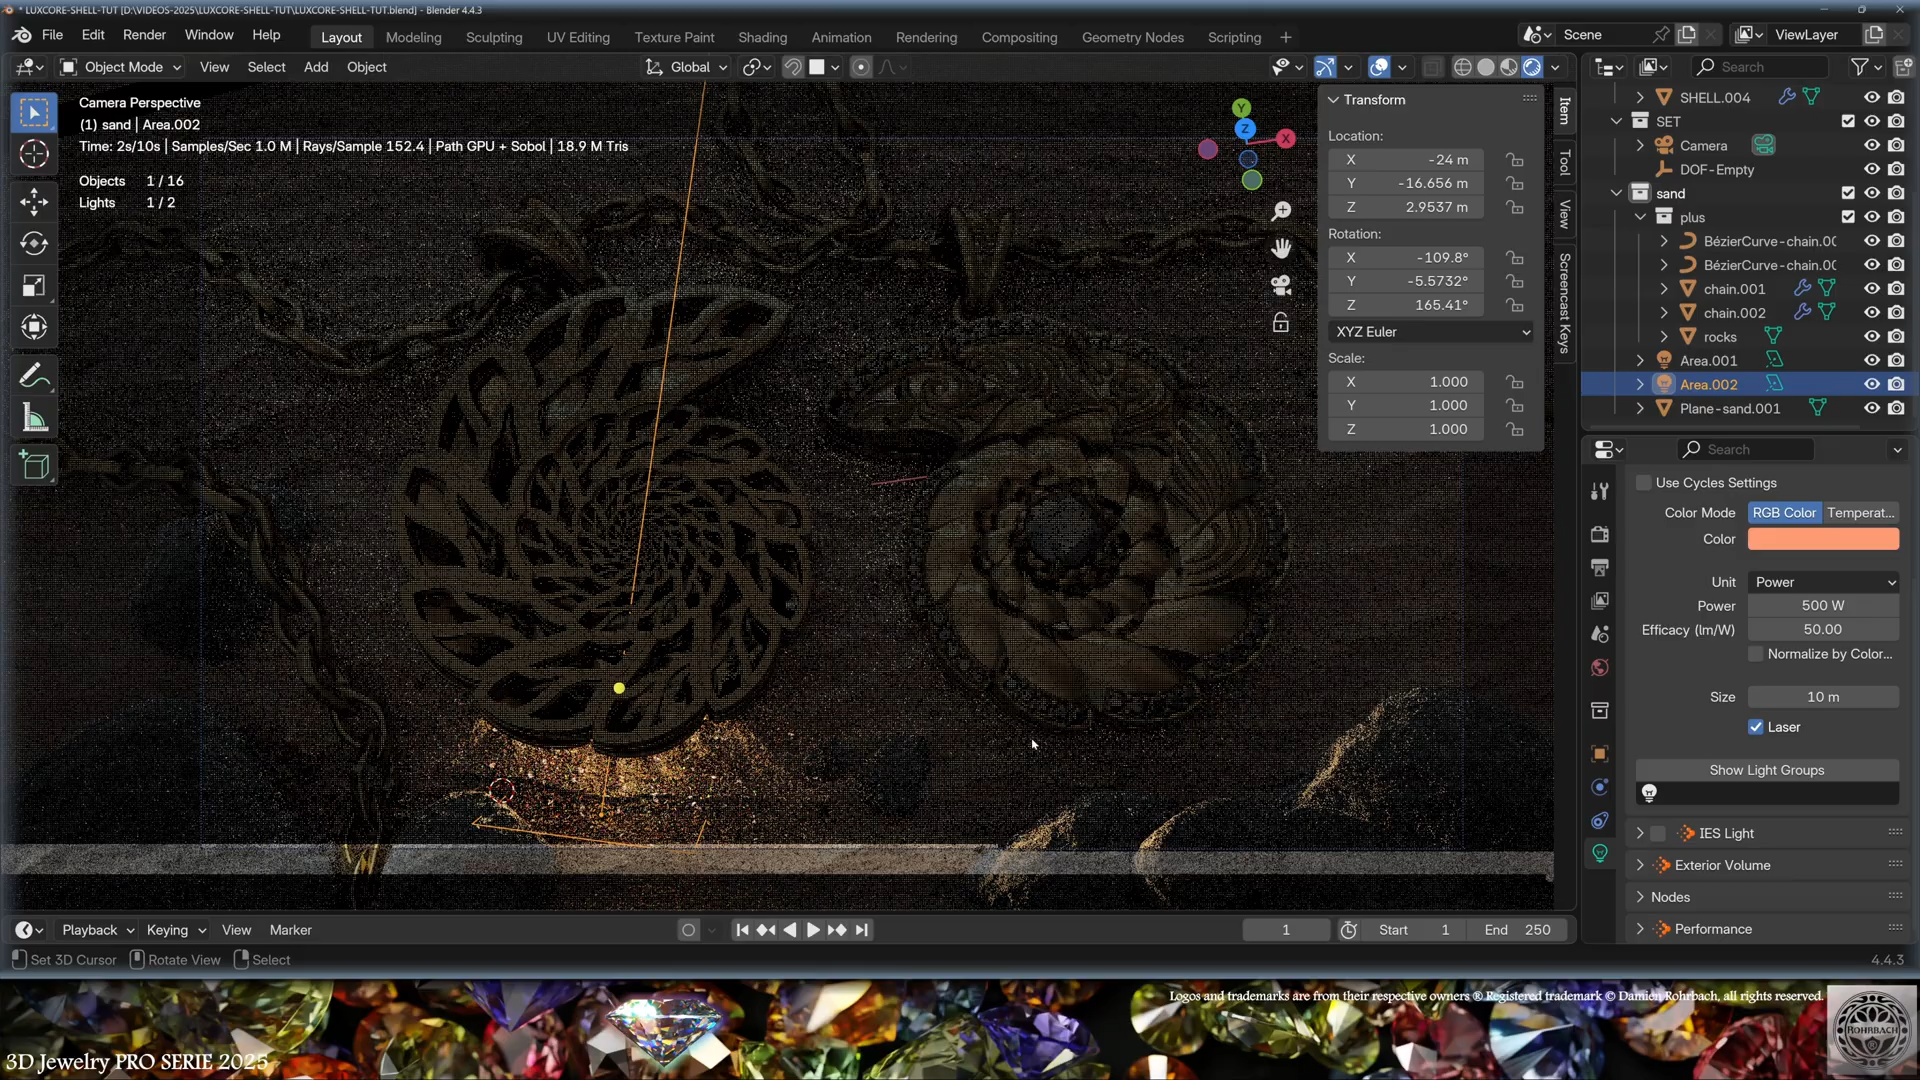 * LUXCORE-SHELL-TUT [D:\VIDEOS-2025\LUXCORE-SHELL-TUT\LUXCORE-SHELL-TUT.blend] - Blender 4.4.3
File Edit Render Window Help Layout Modeling Sculpting UV Editing Texture Paint Shading Animation Rendering Compositing Geometry Nodes Scripting + Scene ViewLayer
Object Mode View Select Add Object Global Search
Camera Perspective
(1) sand | Area.002
Time: 2s/10s | Samples/Sec 1.0 M | Rays/Sample 152.4 | Path GPU + Sobol | 18.9 M Tris
Objects 1 / 16
Lights 1 / 2
Y
Z
X
Transform
Location:
X -24 m
Y -16.656 m
Z 2.9537 m
Rotation:
X -109.8°
Y -5.5732°
Z 165.41°
XYZ Euler
Scale:
X 1.000
Y 1.000
Z 1.000
Item
Tool
View
Screencast Keys
SHELL.004
SET
Camera
DOF-Empty
sand
plus
BézierCurve-chain.00
BézierCurve-chain.00
chain.001
chain.002
rocks
Area.001
Area.002
Plane-sand.001
Search
Use Cycles Settings
Color Mode RGB Color Temperat...
Color
Unit Power
Power 500 W
Efficacy (lm/W) 50.00
Normalize by Color...
Size 10 m
Laser
Show Light Groups
IES Light
Exterior Volume
Nodes
Performance
Playback Keying View Marker 1 Start 1 End 250
Set 3D Cursor Rotate View Select 4.4.3
Logos and trademarks are from their respective owners ® Registered trademark © Damien Rohrbach, all rights reserved.
ROHRBACH
3D Jewelry PRO SERIE 2025